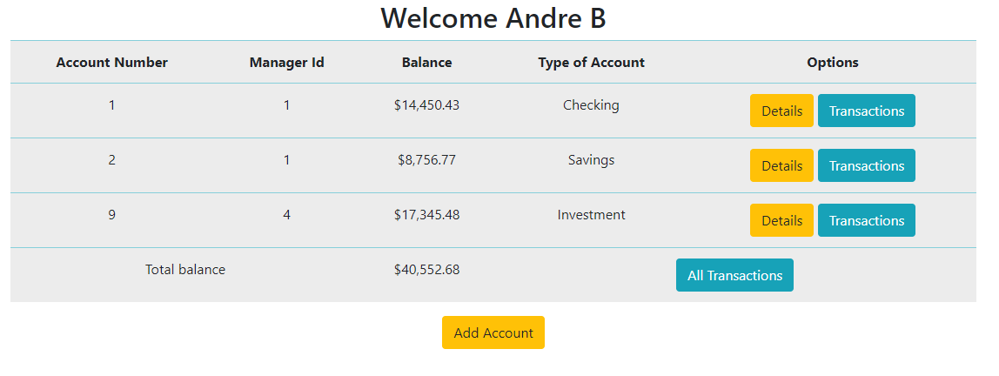 Welcome Andre B
Account Number Manager Id Balance Type of Account Options
1 1 $14,450.43 Checking Details Transactions
2 1 $8,756.77 Savings Details Transactions
9 4 $17,345.48 Investment Details Transactions
Total balance $40,552.68 All Transactions
Add Account